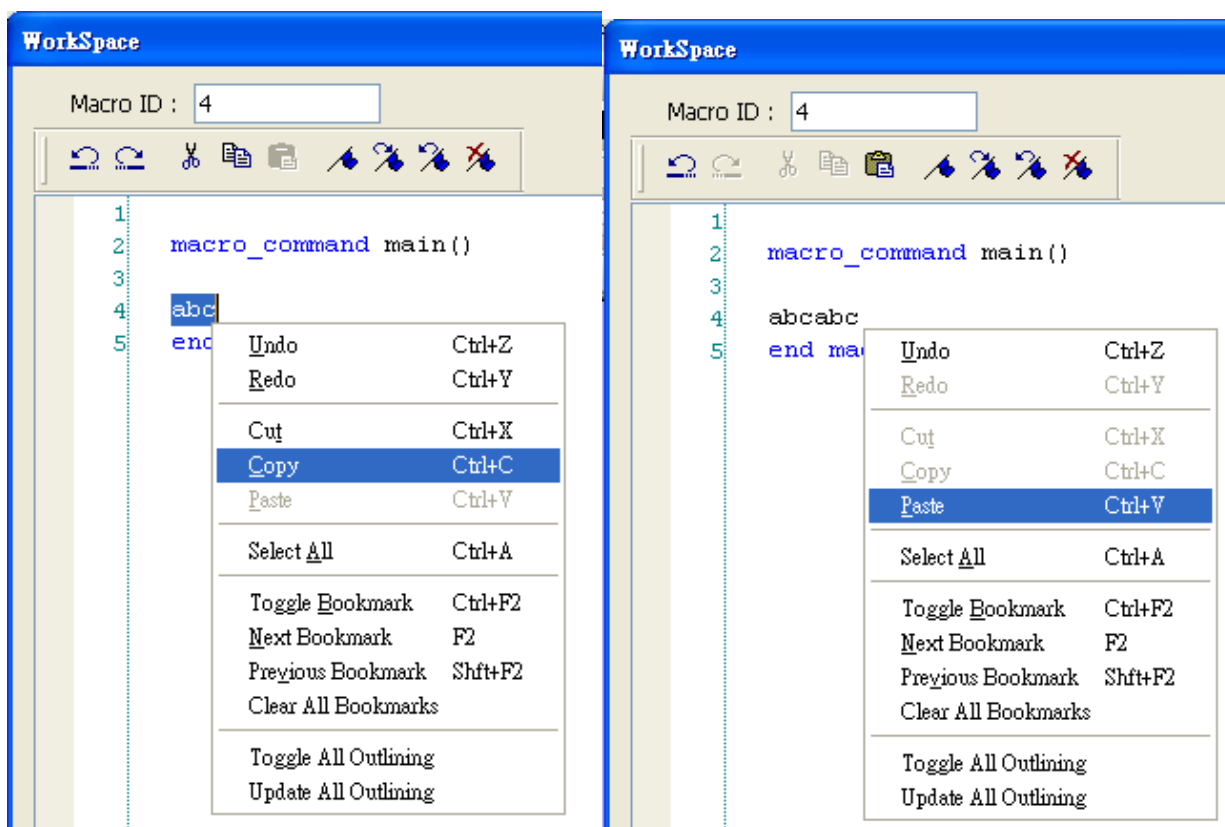 WorkSpace
Macro ID : 4
1
2 macro_command main()
3
4 abc
5 end
Undo Ctrl+Z
Redo Ctrl+Y
Cut Ctrl+X
Copy Ctrl+C
Paste Ctrl+V
Select All Ctrl+A
Toggle Bookmark Ctrl+F2
Next Bookmark F2
Previous Bookmark Shft+F2
Clear All Bookmarks
Toggle All Outlining
Update All Outlining
WorkSpace
Macro ID : 4
1
2 macro_command main()
3
4 abcabc
5 end mac
Undo Ctrl+Z
Redo Ctrl+Y
Cut Ctrl+X
Copy Ctrl+C
Paste Ctrl+V
Select All Ctrl+A
Toggle Bookmark Ctrl+F2
Next Bookmark F2
Previous Bookmark Shft+F2
Clear All Bookmarks
Toggle All Outlining
Update All Outlining